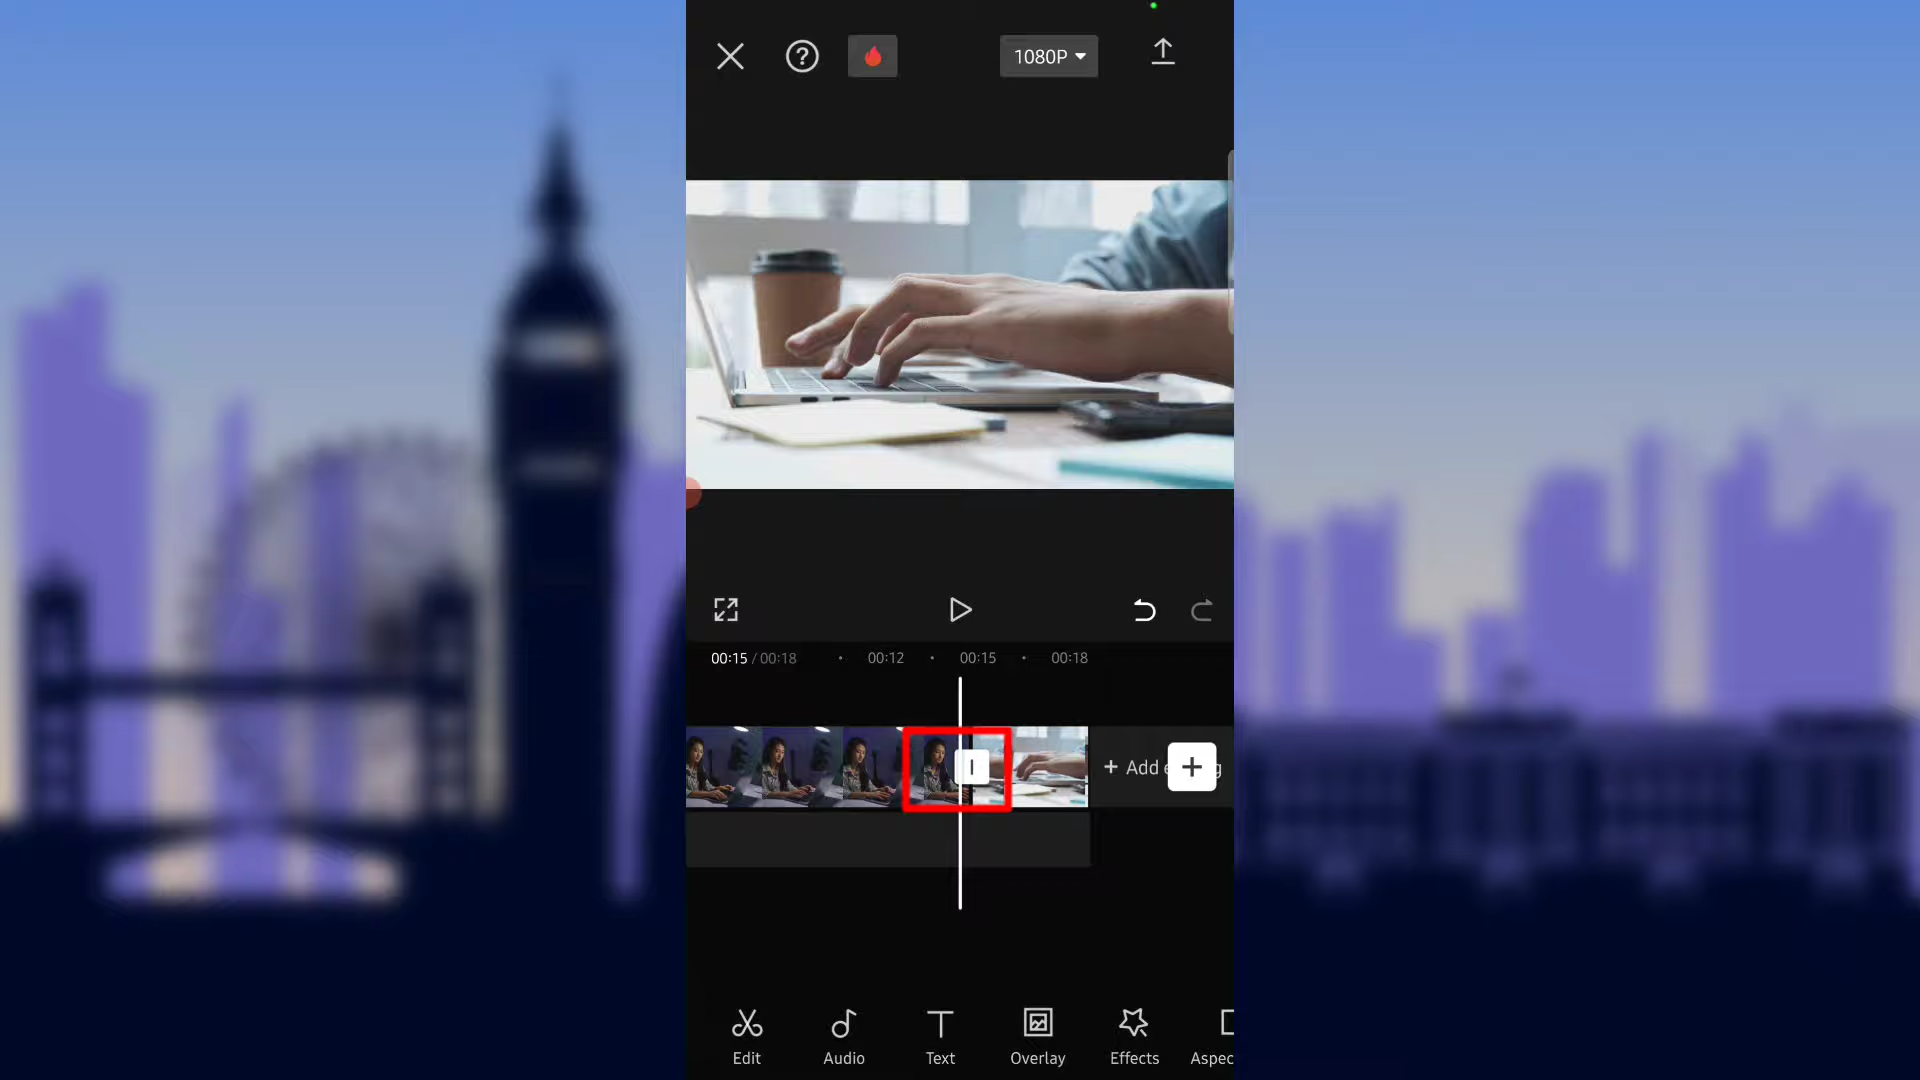 1080P
00:15 / 00:18 00:12 00:15 00:18
+ Add
Edit Audio Text Overlay Effects Aspec